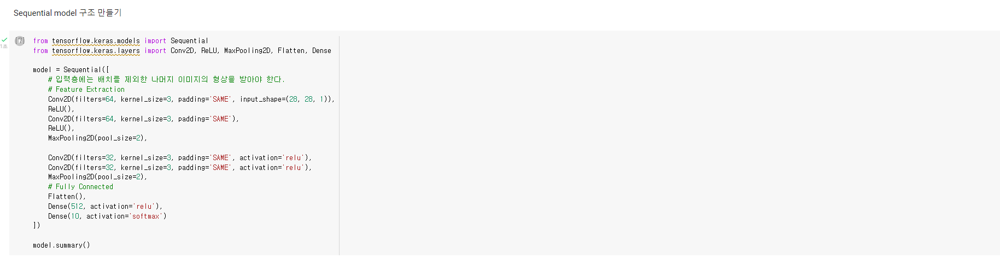 Sequential model 구조 만들기
1초
7
from tensorflow.keras.models import Sequential
from tensorflow.keras.layers import Conv2D, ReLU, MaxPooling2D, Flatten, Dense
model = Sequential([
# 입력층에는 배치를 제외한 나머지 이미지의 형상을 받아야 한다.
# Feature Extraction
Conv2D(filters=64, kernel_size=3, padding='SAME', input_shape=(28, 28, 1)),
ReLU(),
Conv2D(filters=64, kernel_size=3, padding='SAME'),
ReLU(),
MaxPooling2D(pool_size=2),
Conv2D(filters=32, kernel_size=3, padding='SAME', activation='relu'),
Conv2D(filters=32, kernel_size=3, padding='SAME', activation='relu'),
MaxPooling2D(pool_size=2),
# Fully Connected
Flatten(),
Dense(512, activation='relu'),
Dense(10, activation='softmax')
])
model.summary()